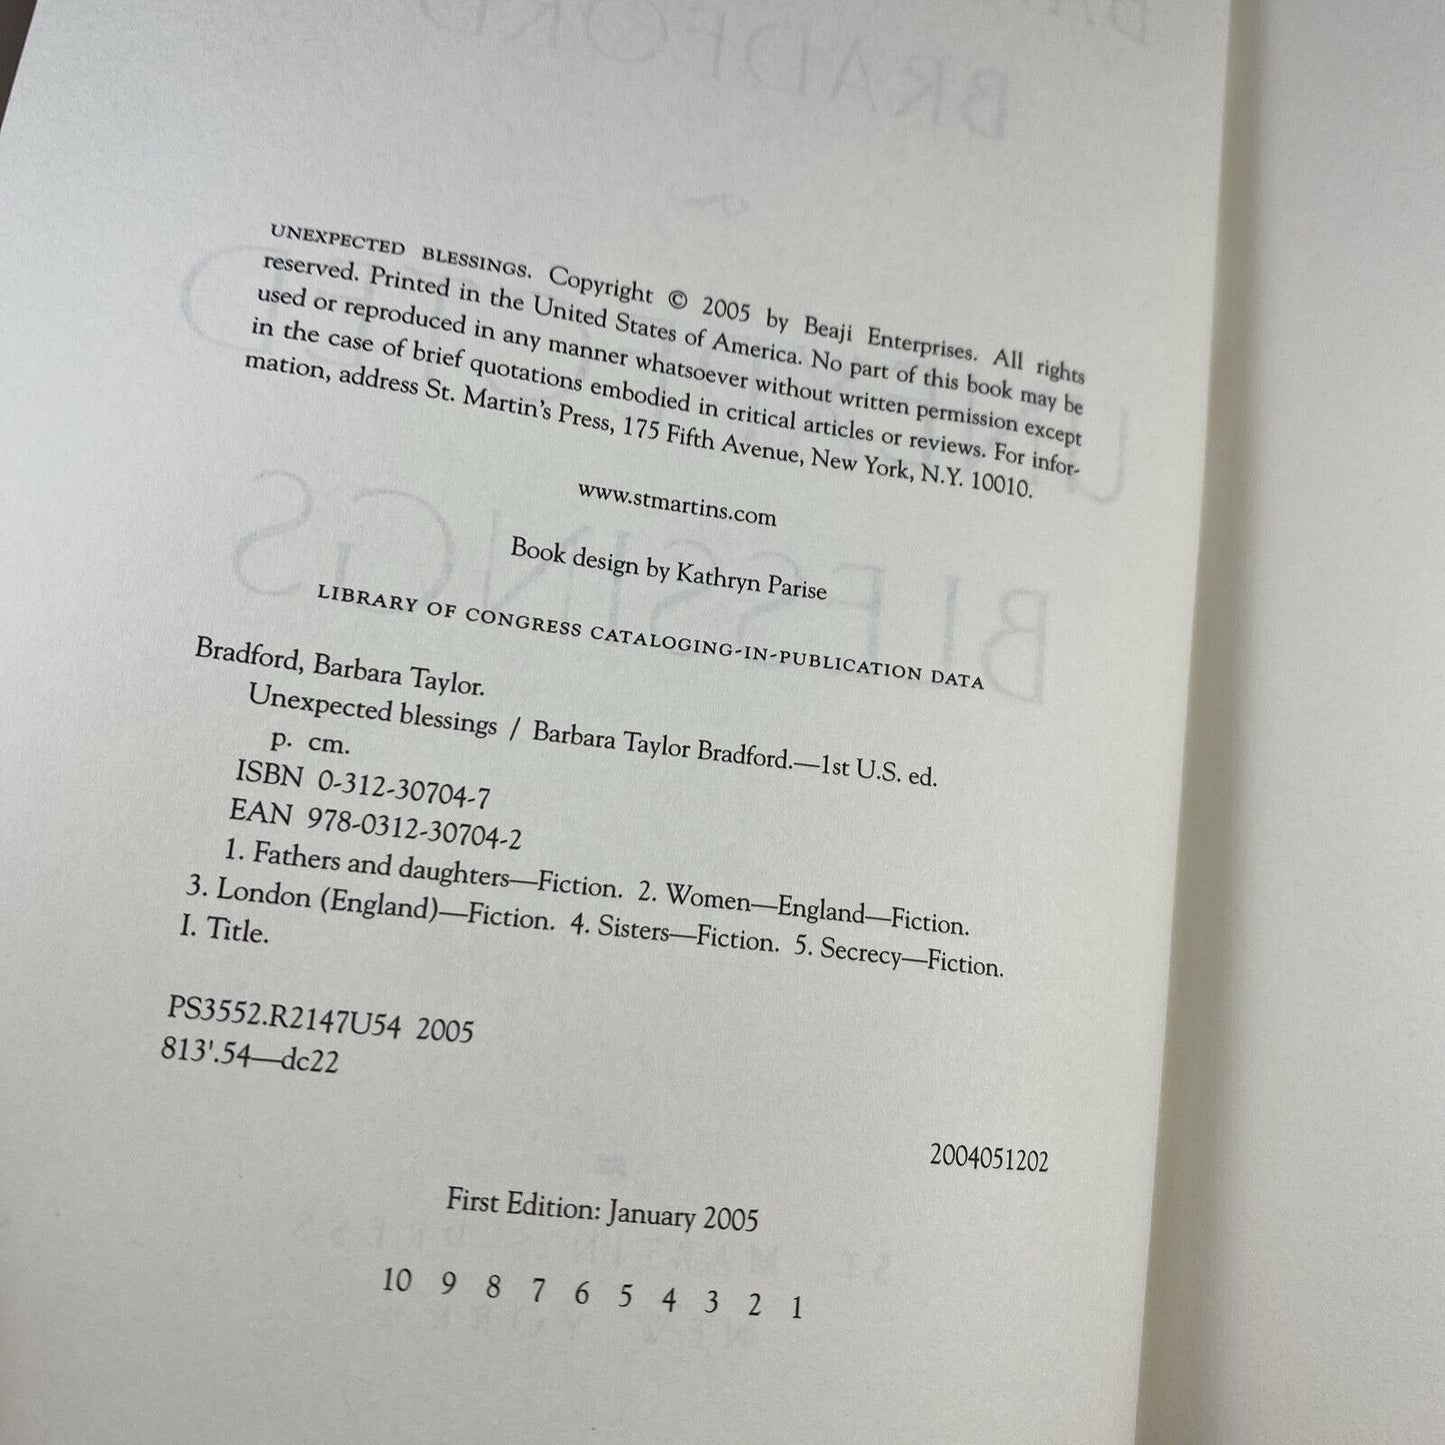 UNEXPECTED BLESSINGS. Copyright © 2005 by Beaji Enterprises. All rights
reserved. Printed in the United States of America. No part of this book may be
used or reproduced in any manner whatsoever without written permission except
in the case of brief quotations embodied in critical articles or reviews. For infor-
mation, address St. Martin's Press, 175 Fifth Avenue, New York, N.Y. 10010.
www.stmartins.com
Book design by Kathryn Parise
LIBRARY OF CONGRESS CATALOGING-IN-PUBLICATION DATA
Bradford, Barbara Taylor.
Unexpected blessings / Barbara Taylor Bradford.—1st U.S. ed.
p. cm.
ISBN 0-312-30704-7
EAN 978-0312-30704-2
1. Fathers and daughters—Fiction. 2. Women—England—Fiction.
3. London (England)—Fiction. 4. Sisters—Fiction. 5. Secrecy—Fiction.
I. Title.
PS3552.R2147U54 2005
813'.54—dc22
2004051202
First Edition: January 2005
10 9 8 7 6 5 4 3 2 1